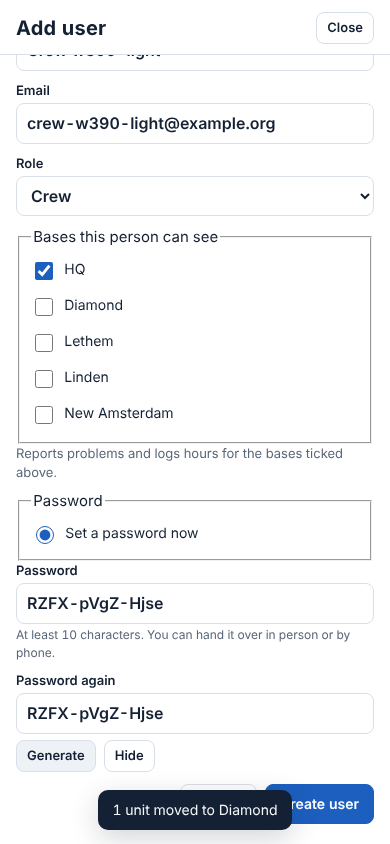 Add user
Close
Email
crew-w390-light@example.org
Role
Crew
Bases this person can see
HQ
Diamond
Lethem
Linden
New Amsterdam
Reports problems and logs hours for the bases ticked
above.
Password
Set a password now
Password
RZFX-pVgZ-Hjse
At least 10 characters. You can hand it over in person or by
phone.
Password again
RZFX-pVgZ-Hjse
Generate
Hide
1 unit moved to Diamond
user